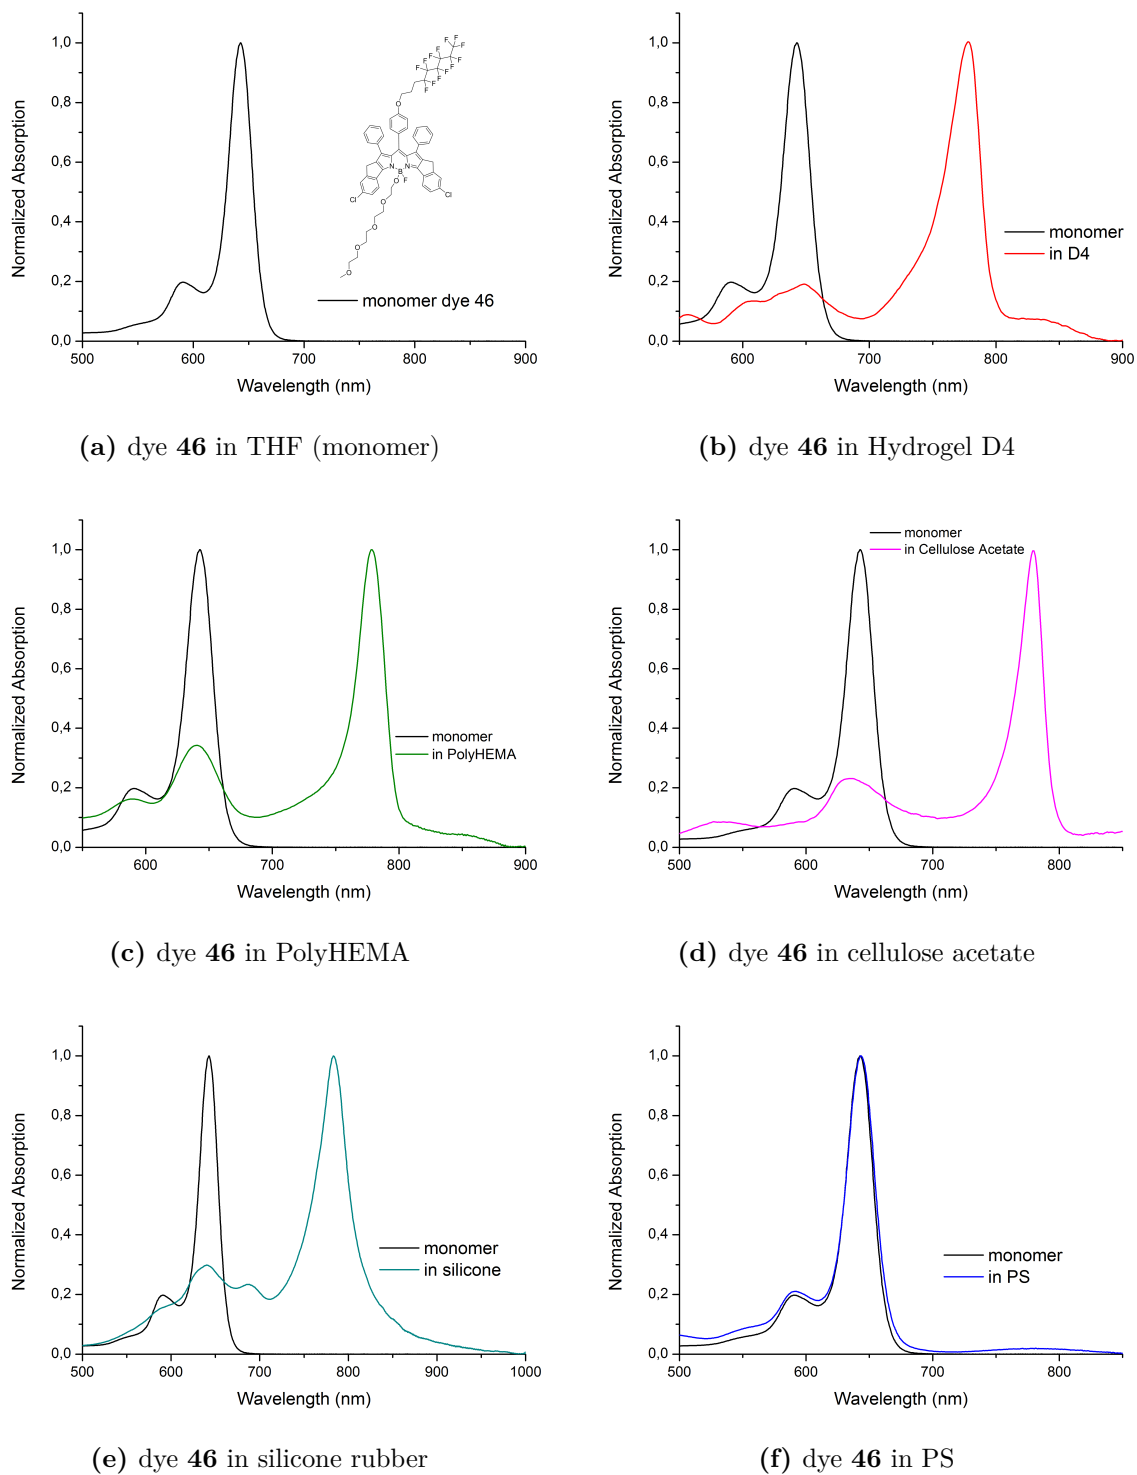 Normalized Absorption
1,0
0,8
0,6
0,4
0,2
0,0
500 600 700 800 900
Wavelength (nm)
F F F F F F F F F F F F F
O
N N
B
F
O
Cl Cl
O
O
O
O
monomer dye 46
(a) dye 46 in THF (monomer)
Normalized Absorption
1,0
0,8
0,6
0,4
0,2
0,0
600 700 800 900
Wavelength (nm)
monomer
in D4
(b) dye 46 in Hydrogel D4
Normalized Absorption
1,0
0,8
0,6
0,4
0,2
0,0
600 700 800 900
Wavelength (nm)
monomer
in PolyHEMA
(c) dye 46 in PolyHEMA
Normalized Absorption
1,0
0,8
0,6
0,4
0,2
0,0
500 600 700 800
Wavelength (nm)
monomer
in Cellulose Acetate
(d) dye 46 in cellulose acetate
Normalized Absorption
1,0
0,8
0,6
0,4
0,2
0,0
500 600 700 800 900 1000
Wavelength (nm)
monomer
in silicone
(e) dye 46 in silicone rubber
Normalized Absorption
1,0
0,8
0,6
0,4
0,2
0,0
500 600 700 800
Wavelength (nm)
monomer
in PS
(f) dye 46 in PS